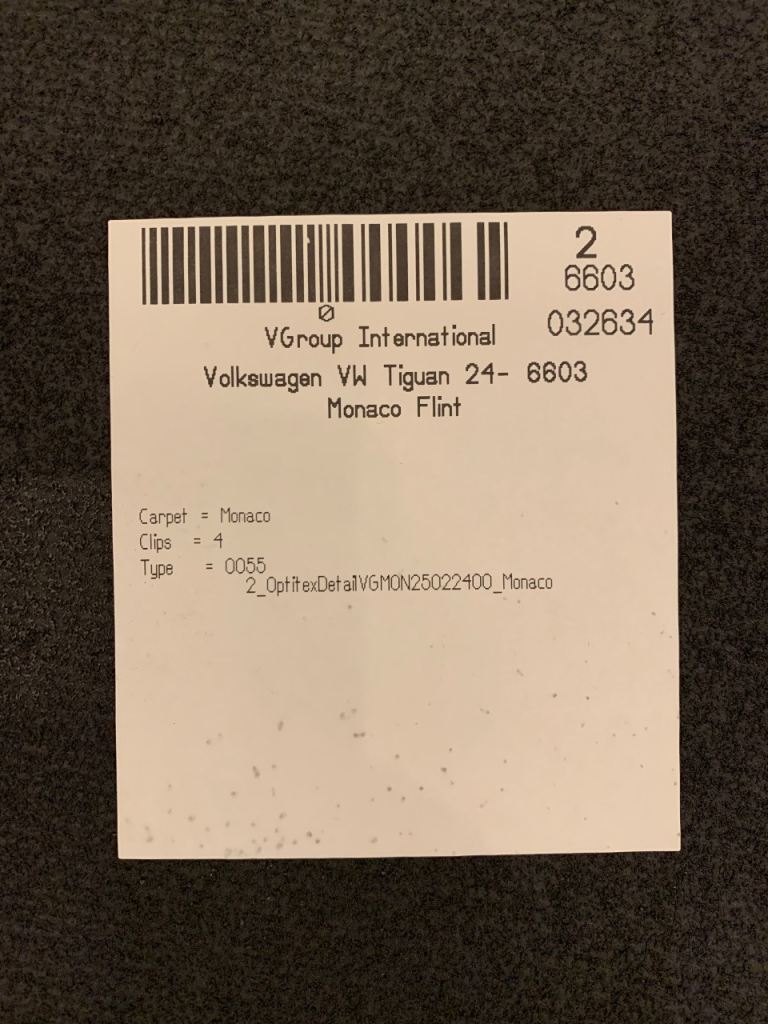 2
6603
032634
0
VGroup International
Volkswagen VW Tiguan 24- 6603
Monaco Flint
Carpet = Monaco
Clips = 4
Type = 0055
2_OptitexDetailVGMON25022400_Monaco